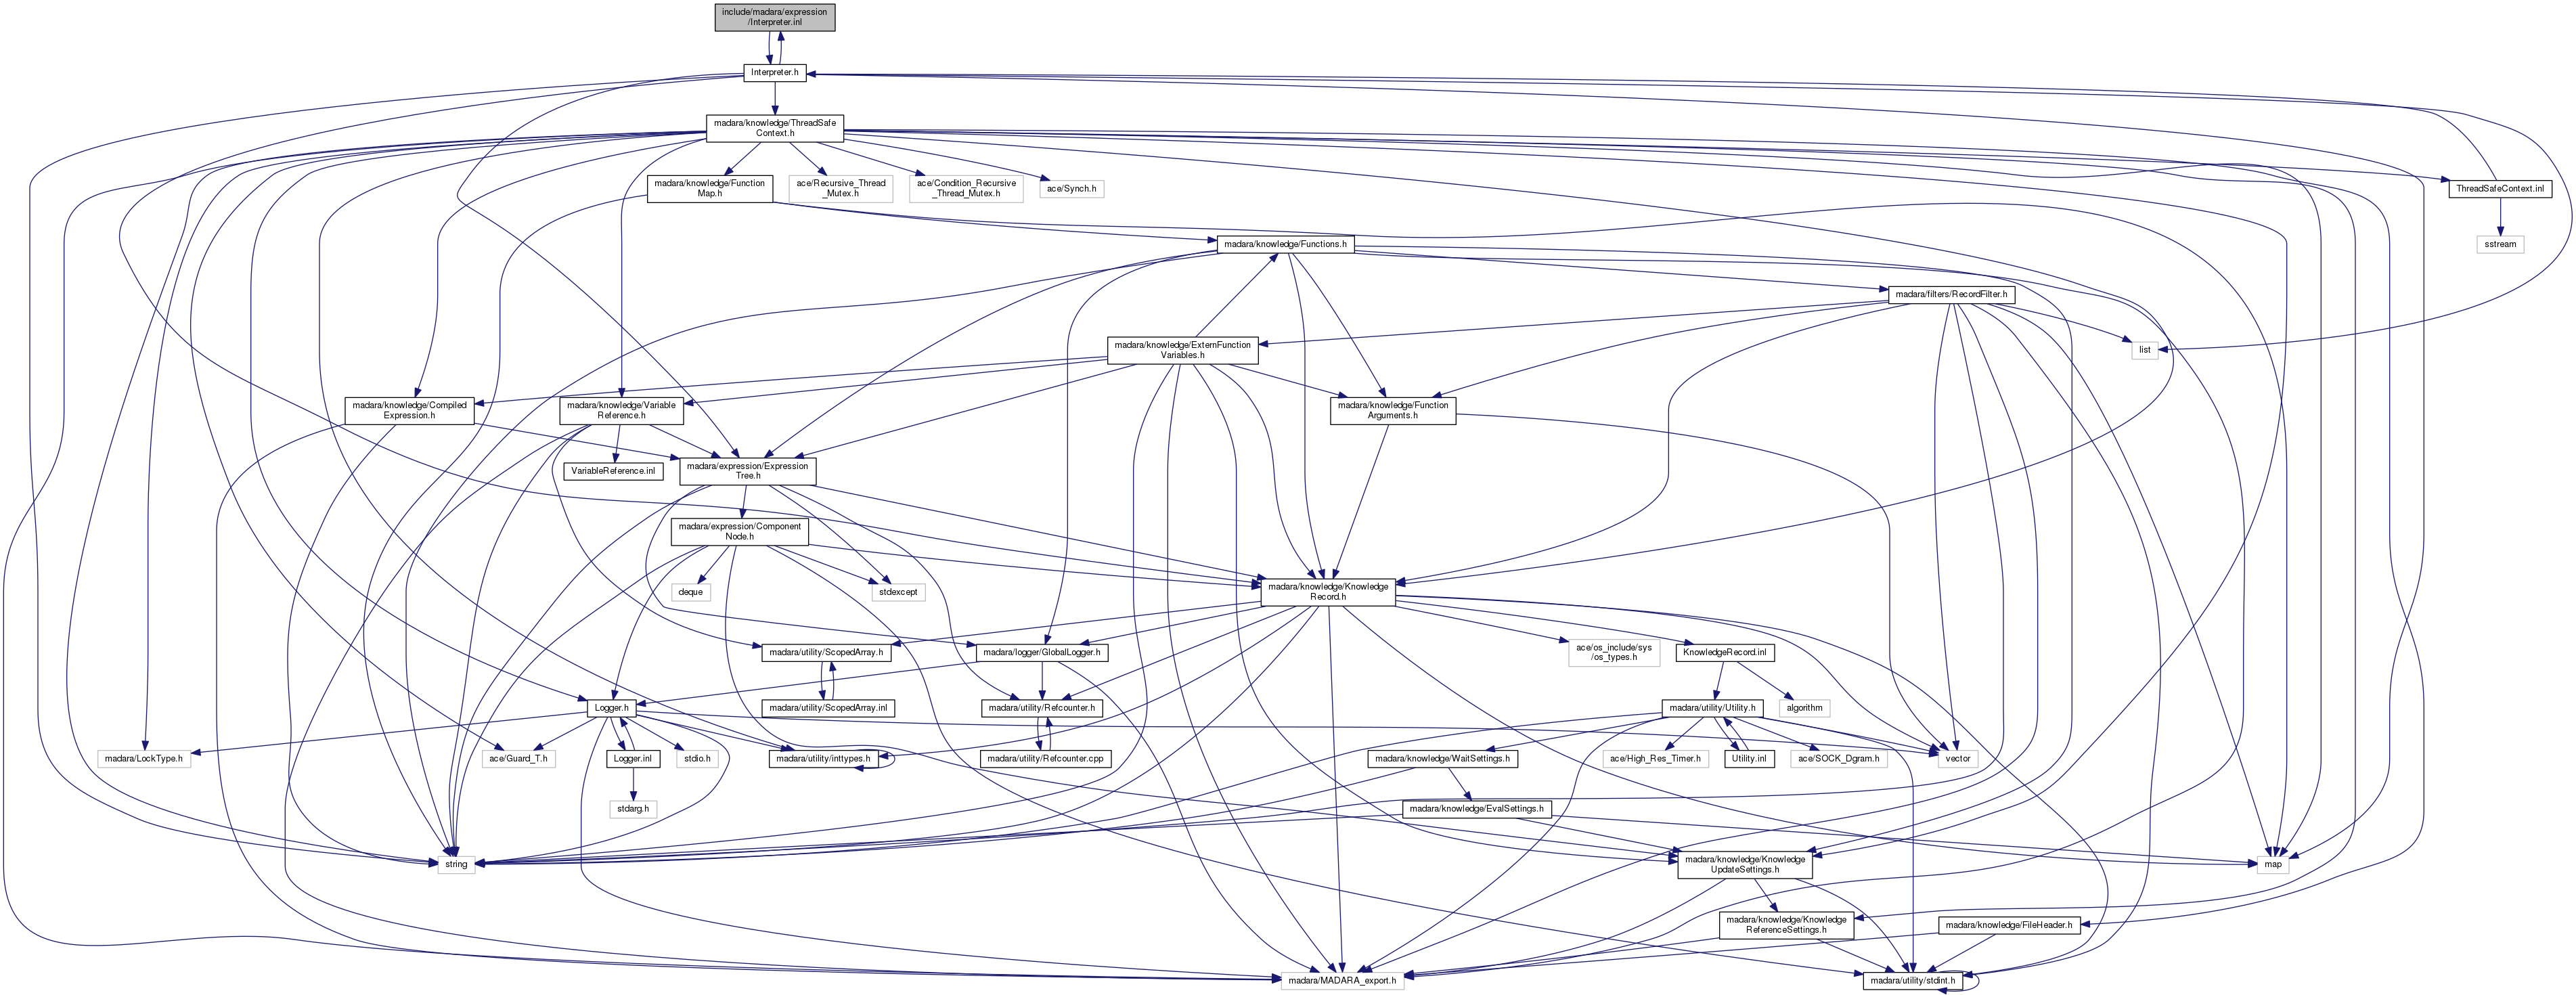 include/madara/expression
/Interpreter.inl
Interpreter.h
madara/knowledge/ThreadSafe
Context.h
madara/knowledge/Function
Map.h
ace/Recursive_Thread
_Mutex.h
ace/Condition_Recursive
_Thread_Mutex.h
ace/Synch.h
ThreadSafeContext.inl
sstream
madara/knowledge/Functions.h
madara/filters/RecordFilter.h
madara/knowledge/ExternFunction
Variables.h
list
madara/knowledge/Compiled
Expression.h
madara/knowledge/Variable
Reference.h
madara/knowledge/Function
Arguments.h
VariableReference.inl
madara/expression/Expression
Tree.h
madara/expression/Component
Node.h
deque
stdexcept
madara/knowledge/Knowledge
Record.h
madara/utility/ScopedArray.h
madara/logger/GlobalLogger.h
ace/os_include/sys
/os_types.h
KnowledgeRecord.inl
Logger.h
madara/utility/ScopedArray.inl
madara/utility/Refcounter.h
madara/utility/Utility.h
algorithm
madara/LockType.h
ace/Guard_T.h
Logger.inl
stdio.h
madara/utility/inttypes.h
madara/utility/Refcounter.cpp
madara/knowledge/WaitSettings.h
ace/High_Res_Timer.h
Utility.inl
ace/SOCK_Dgram.h
vector
stdarg.h
madara/knowledge/EvalSettings.h
string
madara/knowledge/Knowledge
UpdateSettings.h
map
madara/knowledge/Knowledge
ReferenceSettings.h
madara/knowledge/FileHeader.h
madara/MADARA_export.h
madara/utility/stdint.h